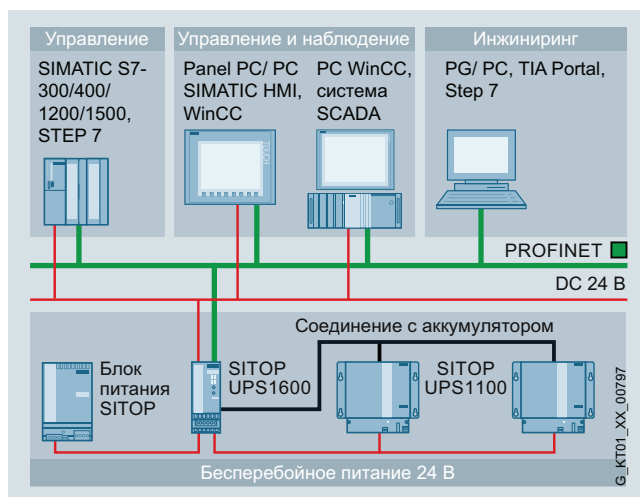 Управление
SIMATIC S7-
300/400/
1200/1500,
STEP 7
Управление и наблюдение
Panel PC/ PC
SIMATIC HMI,
WinCC
PC WinCC,
система
SCADA
Инжиниринг
PG/ PC, TIA Portal,
Step 7
PROFINET
DC 24 В
Соединение с аккумулятором
Блок
питания
SITOP
SITOP
UPS1600
SITOP
UPS1100
Бесперебойное питание 24 В
G_KT01_XX_00797